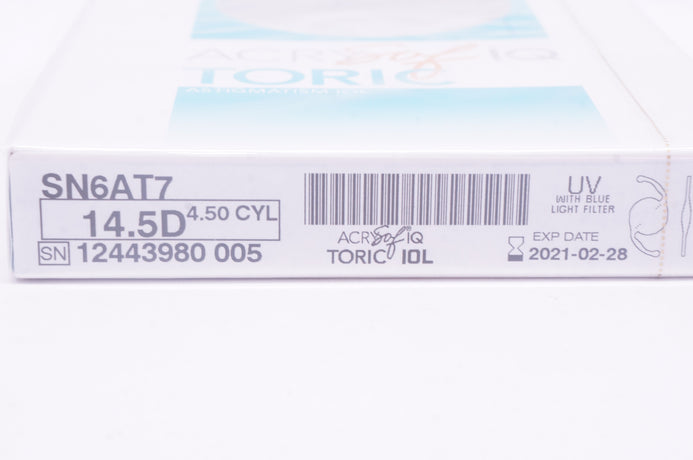 ACRYSof IQ
TORIC
ASTIGMATISM IOL
SN6AT7
14.5D 4.50 CYL
SN 12443980 005
ACRYSof® IQ
TORIC IOL
UV
WITH BLUE
LIGHT FILTER
EXP DATE
2021-02-28